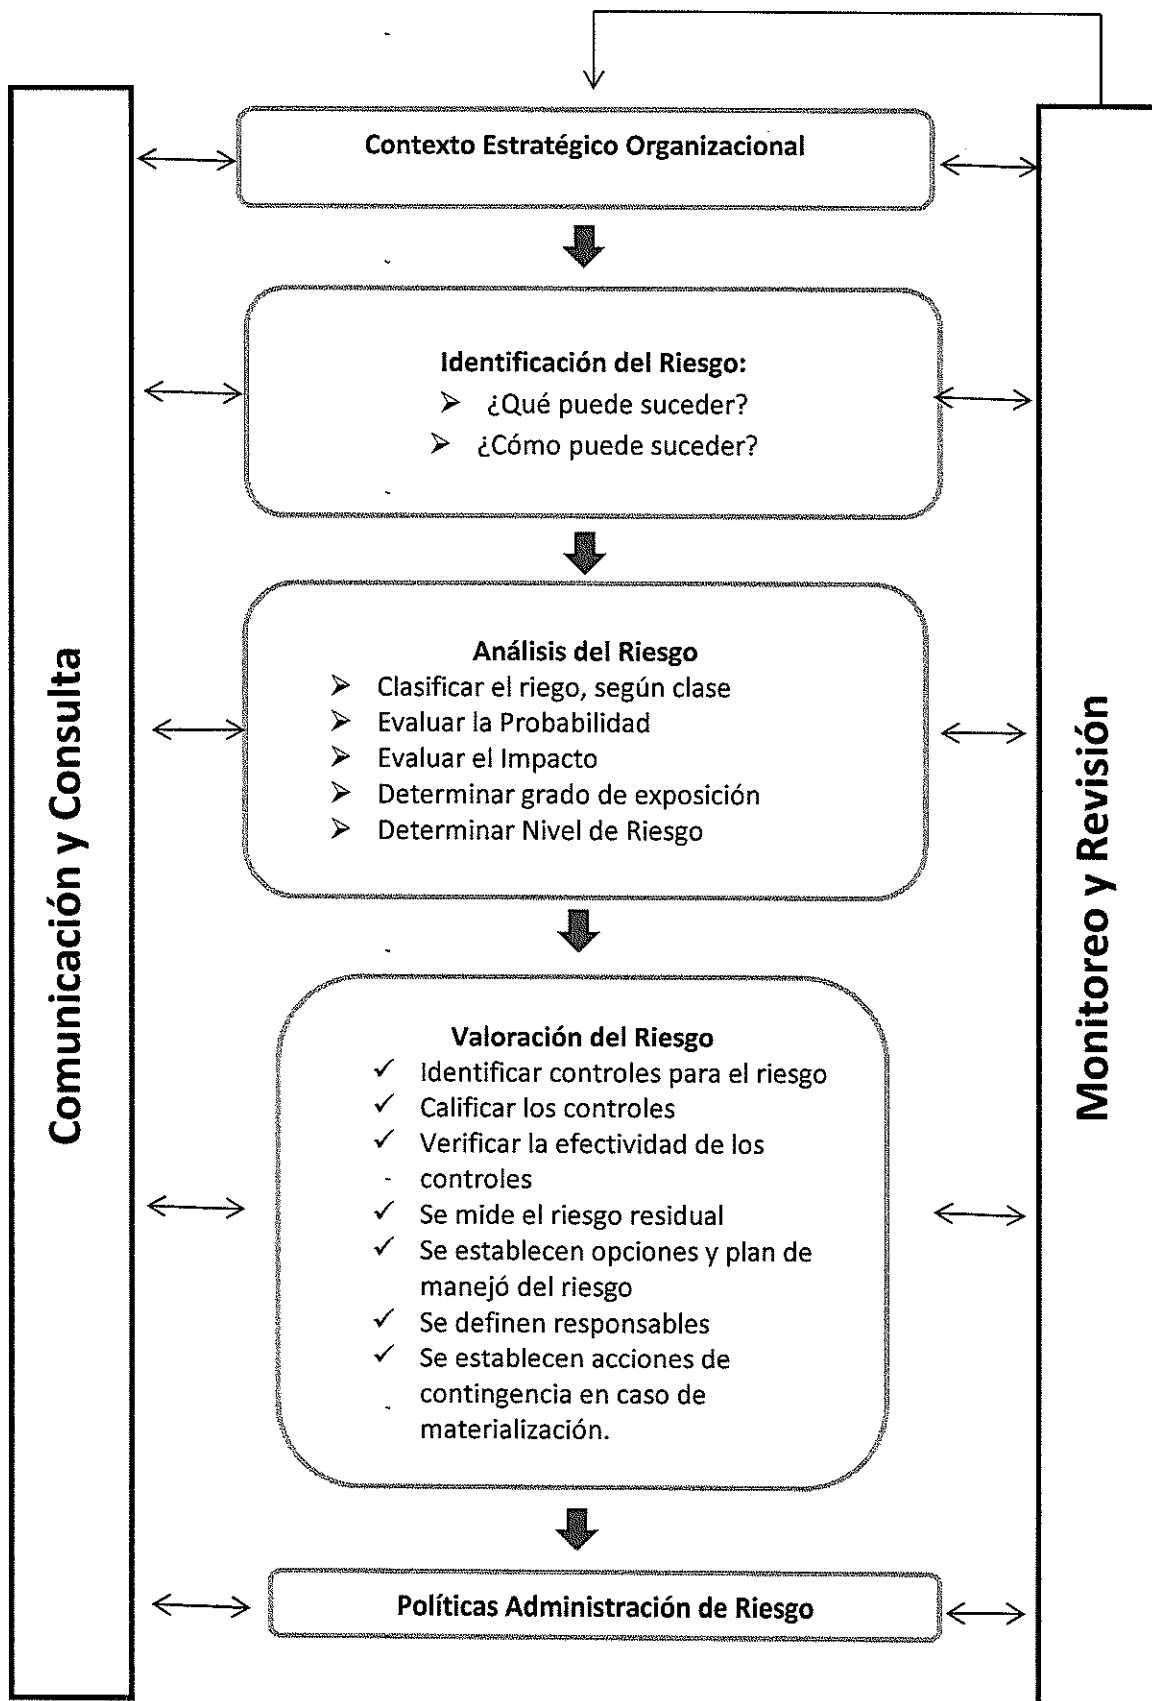 Contexto Estratégico Organizacional
Identificación del Riesgo:
➢ ¿Qué puede suceder?
➢ ¿Cómo puede suceder?
Análisis del Riesgo
➢ Clasificar el riego, según clase
➢ Evaluar la Probabilidad
➢ Evaluar el Impacto
➢ Determinar grado de exposición
➢ Determinar Nivel de Riesgo
Valoración del Riesgo
✓ Identificar controles para el riesgo
✓ Calificar los controles
✓ Verificar la efectividad de los
controles
✓ Se mide el riesgo residual
✓ Se establecen opciones y plan de
manejó del riesgo
✓ Se definen responsables
✓ Se establecen acciones de
contingencia en caso de
materialización.
Políticas Administración de Riesgo
Comunicación y Consulta
Monitoreo y Revisión